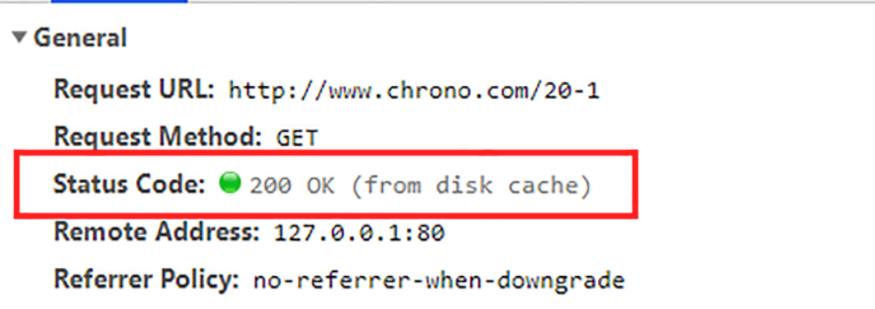 General
Request URL: http://www.chrono.com/20-1
Request Method: GET
Status Code: 200 OK (from disk cache)
Remote Address: 127.0.0.1:80
Referrer Policy: no-referrer-when-downgrade